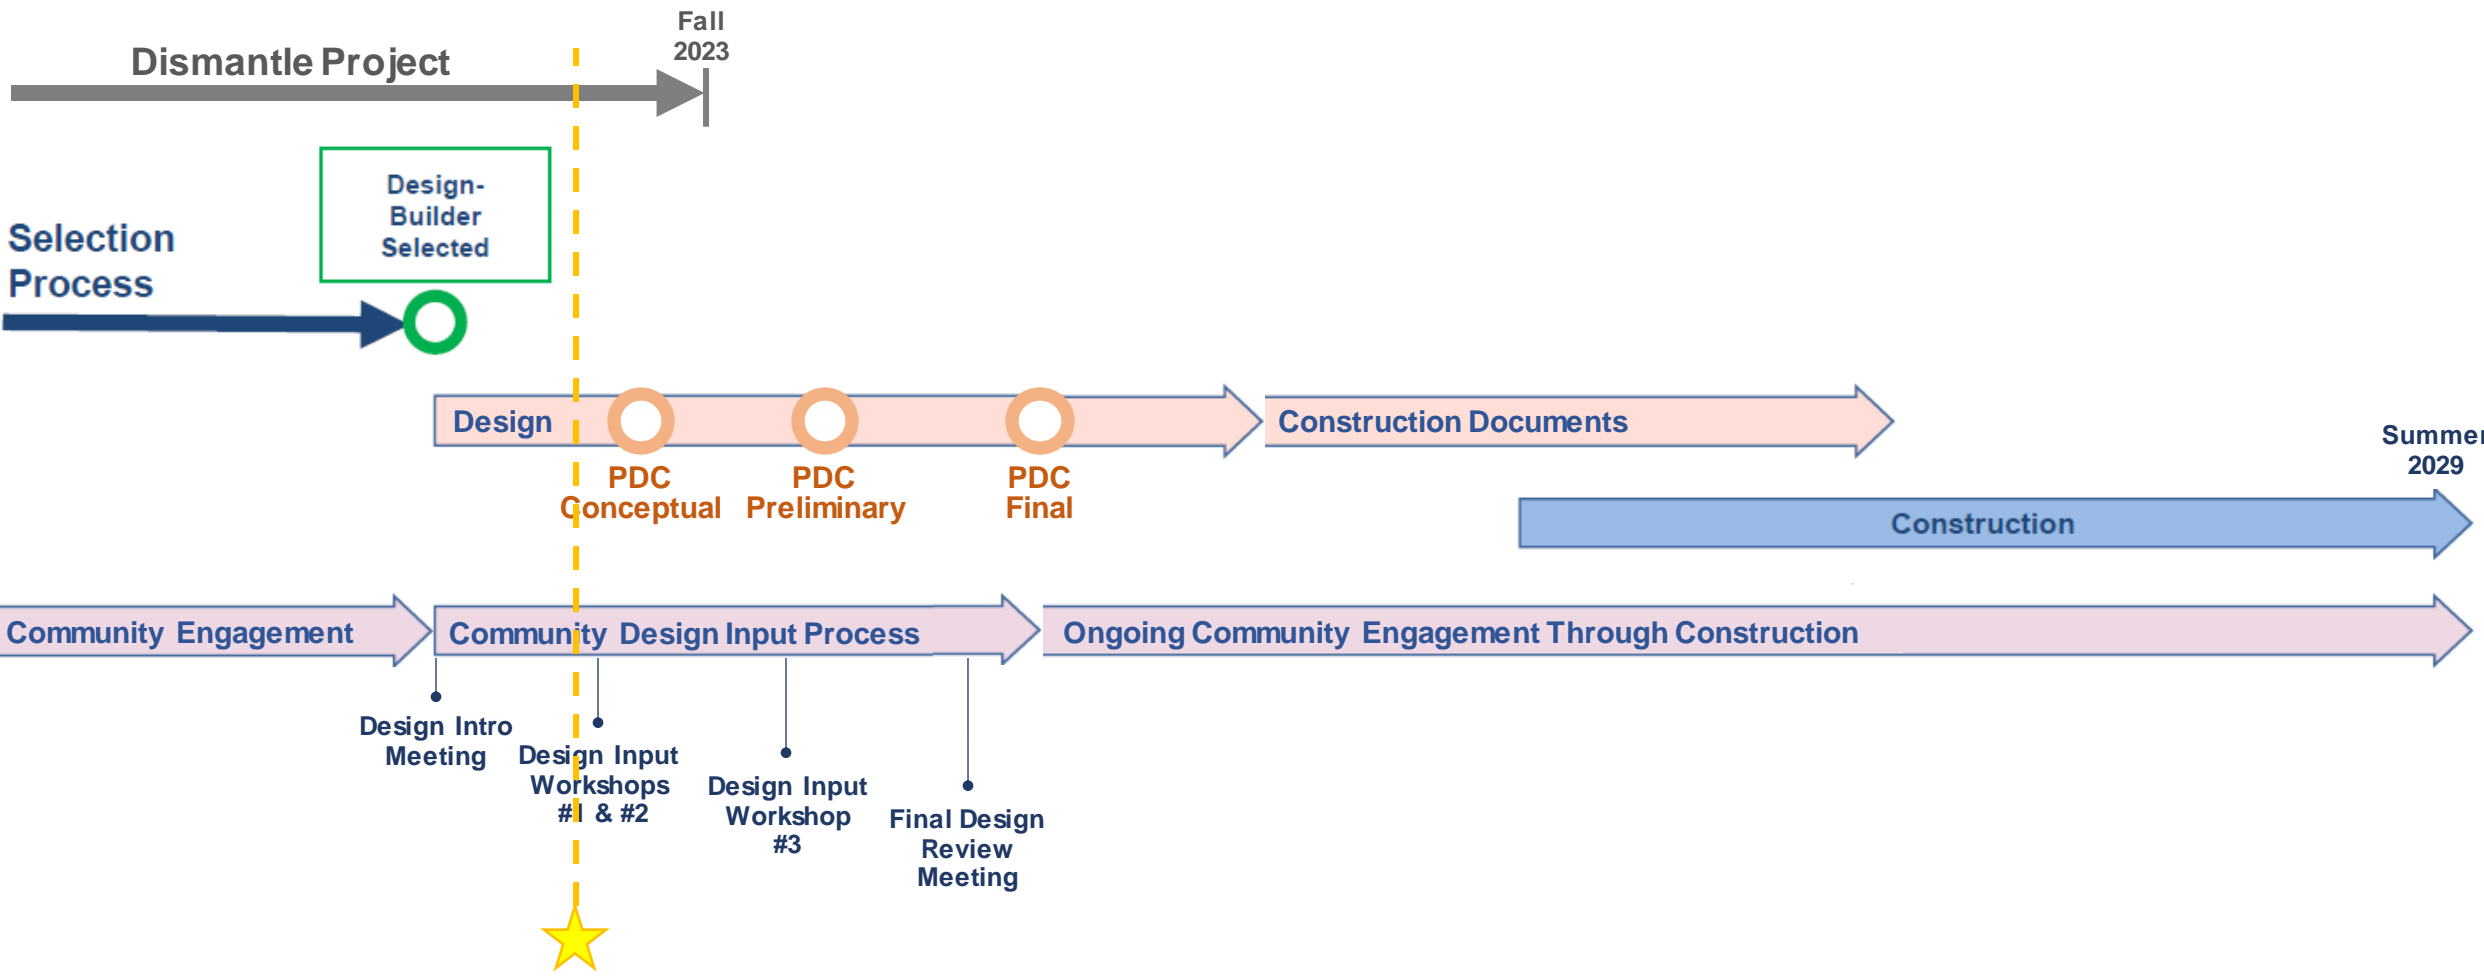 Fall
2023
Dismantle Project
Design-
Builder
Selected
Selection
Process
Design
Construction Documents
PDC
Conceptual
PDC
Preliminary
PDC
Final
Summer
2029
Construction
Community Engagement
Community Design Input Process
Ongoing Community Engagement Through Construction
Design Intro
Meeting
Design Input
Workshops
#1 & #2
Design Input
Workshop
#3
Final Design
Review
Meeting